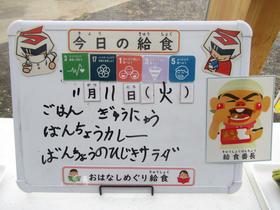 今日の給食
11月11日(火)
ごはん ぎゅうにゅう
ばんちょうカレー
ばんちょうのひじきサラダ
給食番長
おはなしめぐり給食